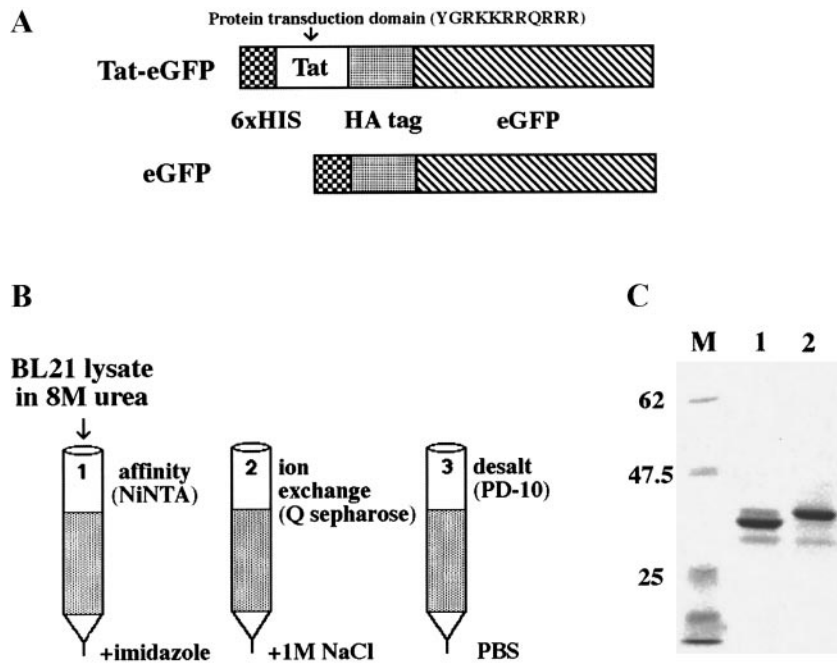 A
Protein transduction domain (YGRKKRRQRRR)
Tat-eGFP
Tat
6xHIS HA tag eGFP
eGFP
B
BL21 lysate
in 8M urea
1
affinity
(NiNTA)
+imidazole
2
ion
exchange
(Q sepharose)
+1M NaCl
3
desalt
(PD-10)
PBS
C
M 1 2
62
47.5
25